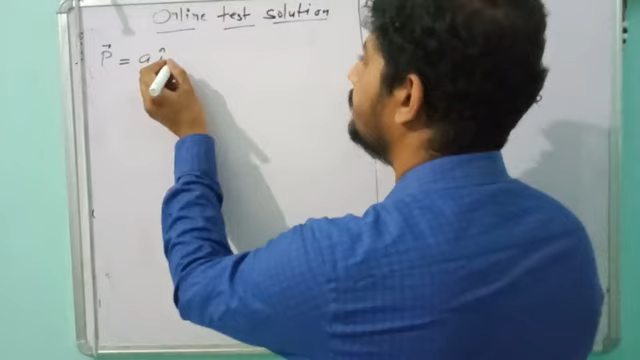 Online test solution
P⃗ = a î